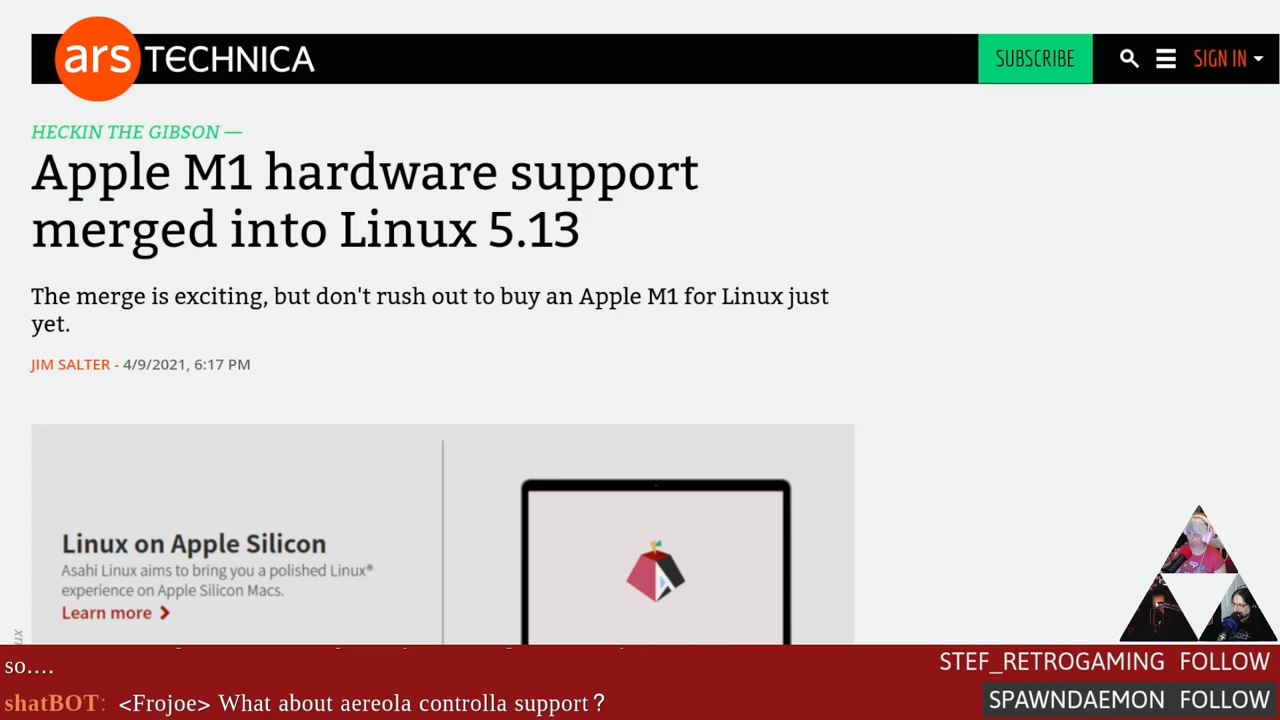 ars TECHNICA
SUBSCRIBE
SIGN IN
HECKIN THE GIBSON —
Apple M1 hardware support
merged into Linux 5.13
The merge is exciting, but don't rush out to buy an Apple M1 for Linux just
yet.
JIM SALTER - 4/9/2021, 6:17 PM
Linux on Apple Silicon
Asahi Linux aims to bring you a polished Linux®
experience on Apple Silicon Macs.
Learn more
ux
so....
shatBOT: <Frojoe> What about aereola controlla support?
STEF_RETROGAMING FOLLOW
SPAWNDAEMON FOLLOW